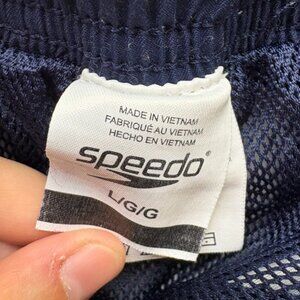 MADE IN VIETNAM
FABRIQUÉ AU VIETNAM
HECHO EN VIETNAM
speedo
L/G/G